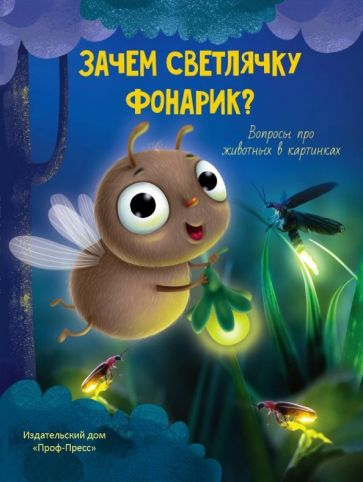 ЗАЧЕМ СВЕТЛЯЧКУ
ФОНАРИК?
Вопросы про
животных в картинках
Издательский дом
«Проф-Пресс»